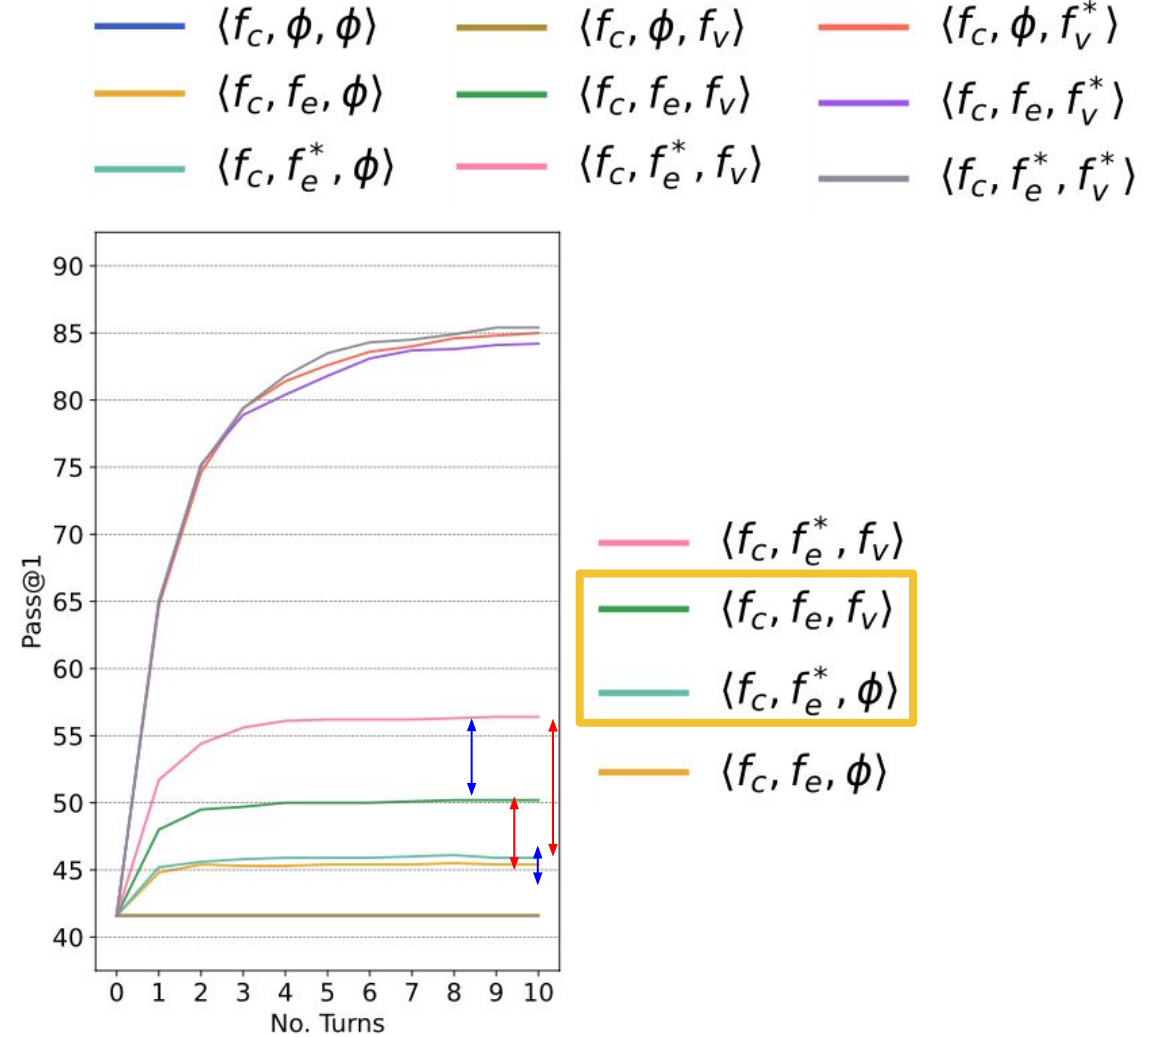 ⟨f_c, ϕ, ϕ⟩ ⟨f_c, ϕ, f_v⟩ ⟨f_c, ϕ, f_v^*⟩
⟨f_c, f_e, ϕ⟩ ⟨f_c, f_e, f_v⟩ ⟨f_c, f_e, f_v^*⟩
⟨f_c, f_e^*, ϕ⟩ ⟨f_c, f_e^*, f_v⟩ ⟨f_c, f_e^*, f_v^*⟩
90
85
80
75
70
65
60
55
50
45
40
Pass@1
0 1 2 3 4 5 6 7 8 9 10
No. Turns
⟨f_c, f_e^*, f_v⟩
⟨f_c, f_e, f_v⟩
⟨f_c, f_e^*, ϕ⟩
⟨f_c, f_e, ϕ⟩